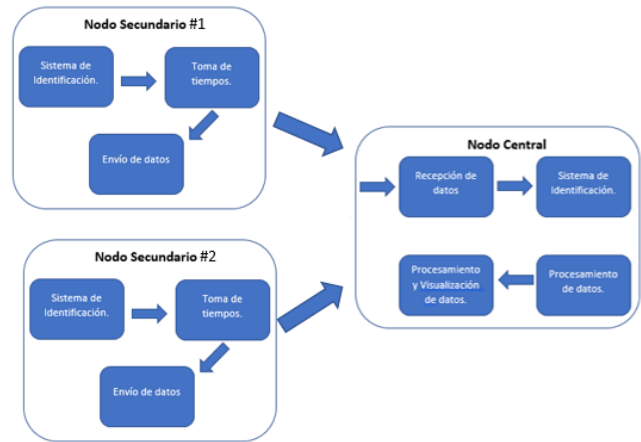 Nodo Secundario #1
Sistema de
Identificación.
Toma de
tiempos.
Envío de datos
Nodo Central
Recepción de
datos
Sistema de
Identificación.
Procesamiento
y Visualización
de datos.
Procesamiento
de datos.
Nodo Secundario #2
Sistema de
Identificación.
Toma de
tiempos.
Envío de datos